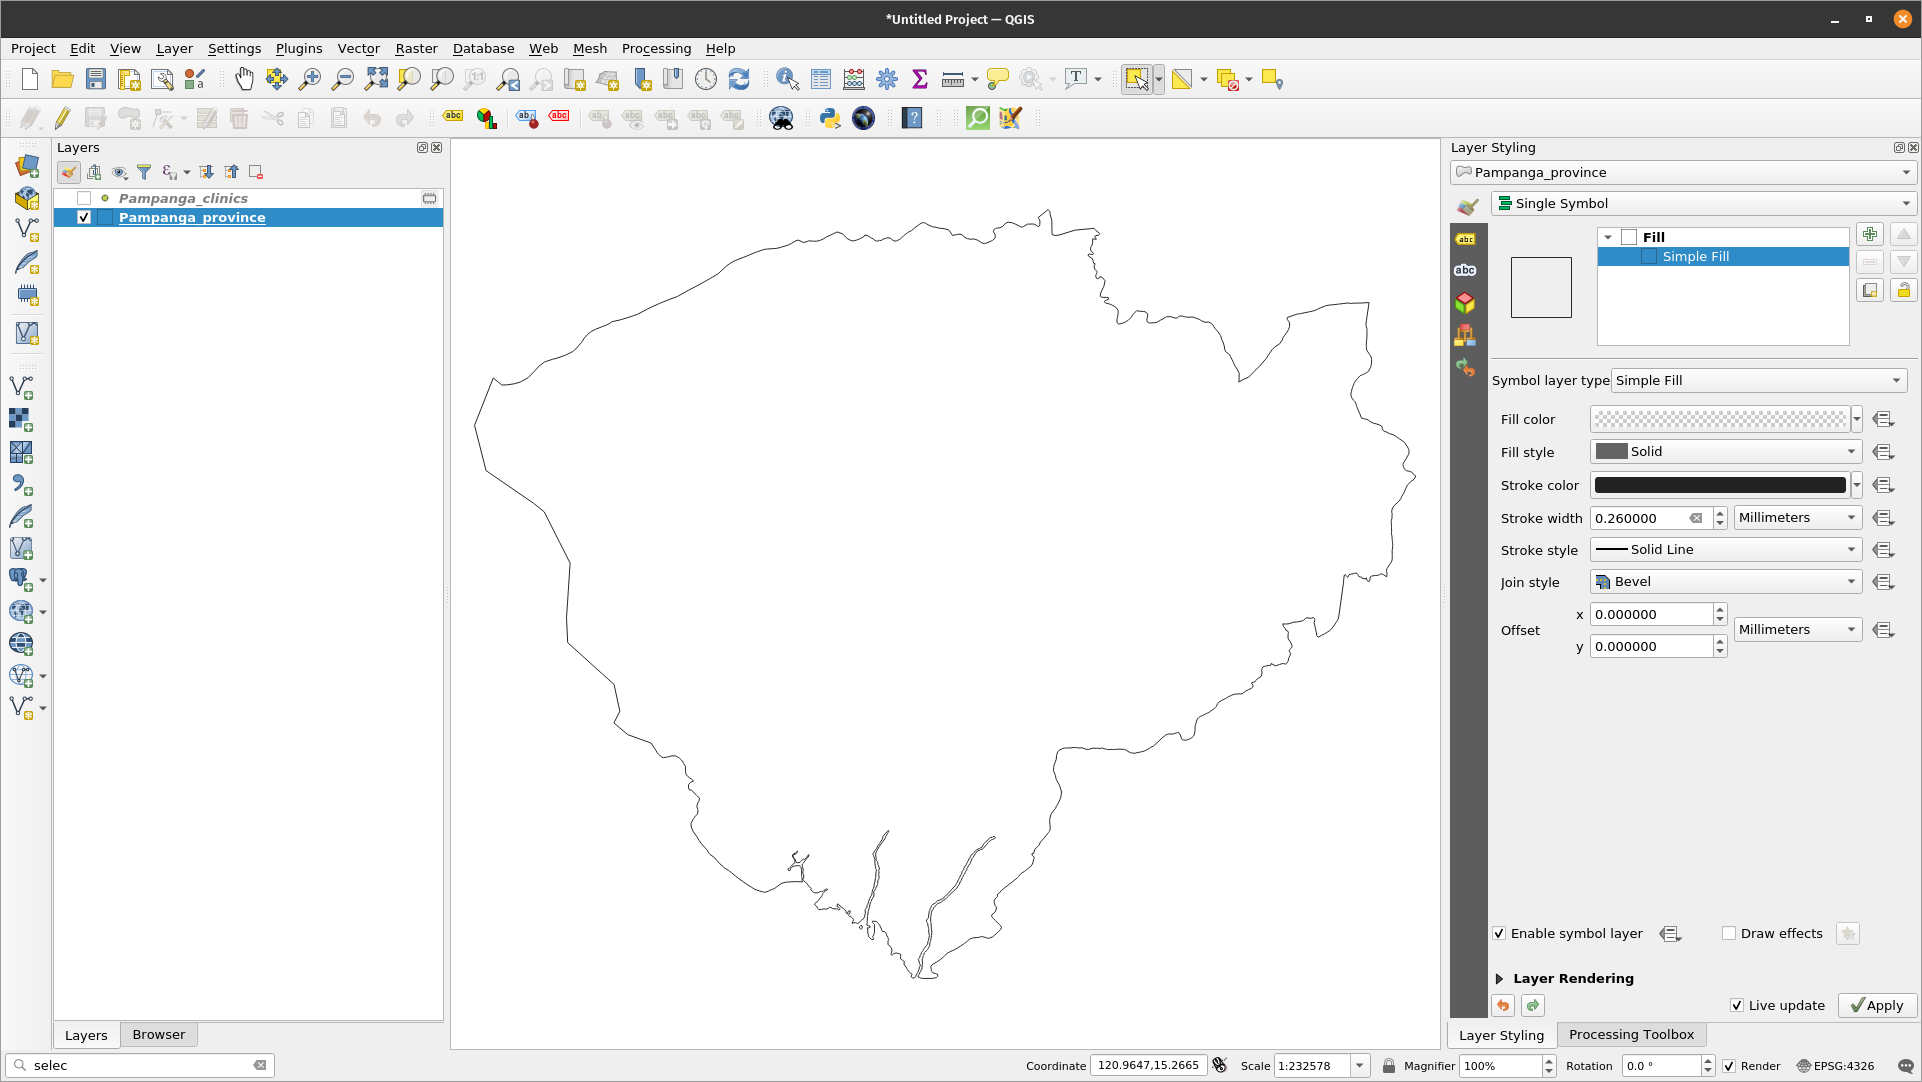 *Untitled Project — QGIS
Project Edit View Layer Settings Plugins Vector Raster Database Web Mesh Processing Help
Layers
Pampanga_clinics
Pampanga_province
Layers Browser
selec
Layer Styling
Pampanga_province
Single Symbol
Fill
Simple Fill
Symbol layer type Simple Fill
Fill color
Fill style Solid
Stroke color
Stroke width 0.260000 Millimeters
Stroke style Solid Line
Join style Bevel
Offset x 0.000000 Millimeters
y 0.000000
Enable symbol layer Draw effects
Layer Rendering
Live update Apply
Layer Styling Processing Toolbox
Coordinate 120.9647,15.2665 Scale 1:232578 Magnifier 100% Rotation 0.0 ° Render EPSG:4326